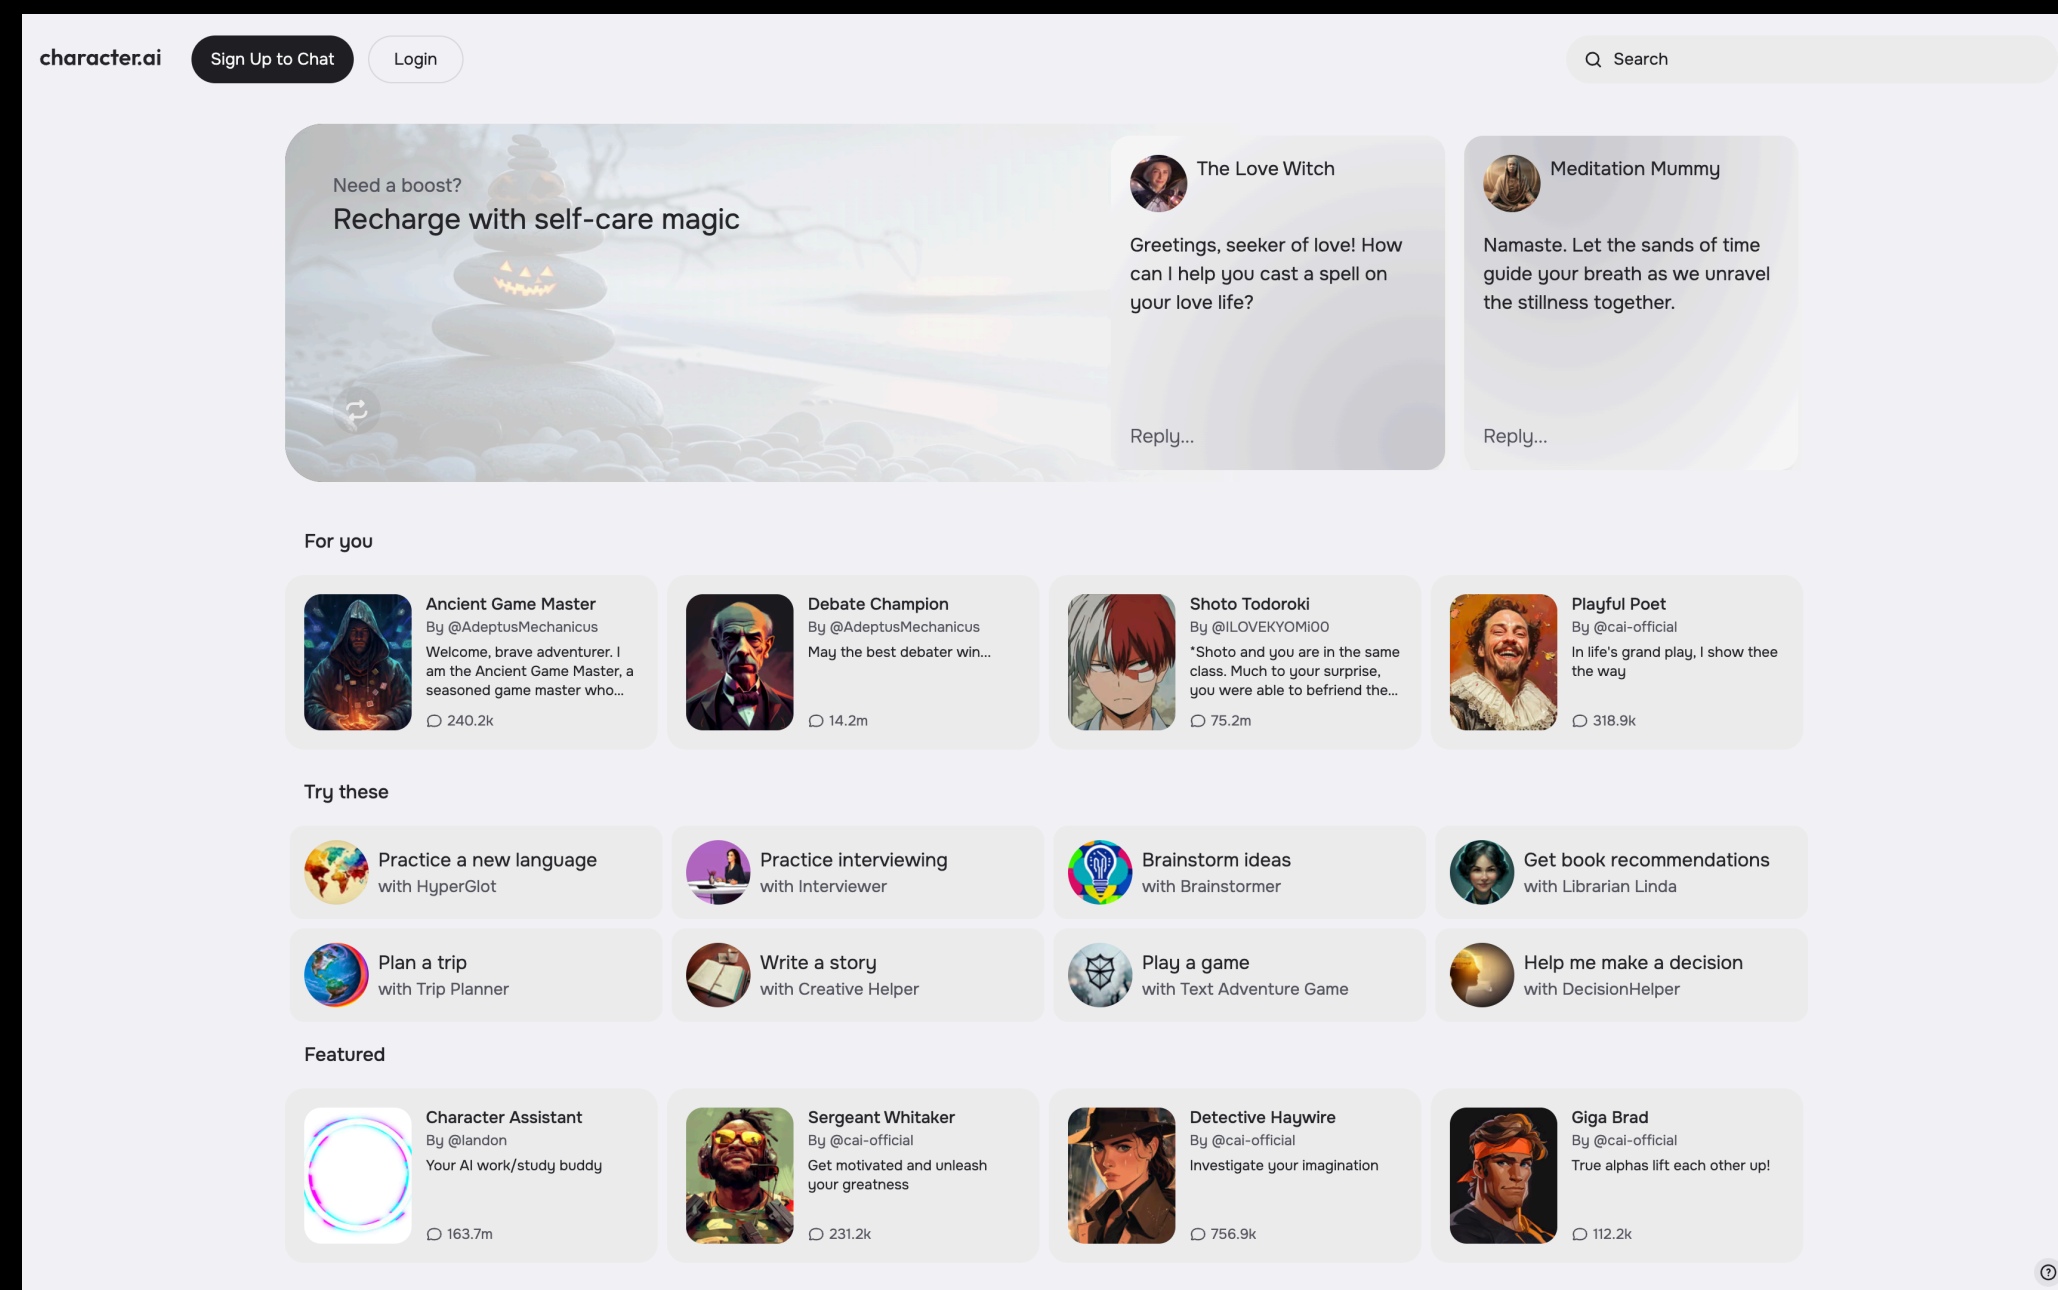 character.ai
Sign Up to Chat
Login
Search
Need a boost?
Recharge with self-care magic
The Love Witch
Greetings, seeker of love! How
can I help you cast a spell on
your love life?
Reply...
Meditation Mummy
Namaste. Let the sands of time
guide your breath as we unravel
the stillness together.
Reply...
For you
Ancient Game Master
By @AdeptusMechanicus
Welcome, brave adventurer. I
am the Ancient Game Master, a
seasoned game master who...
240.2k
Debate Champion
By @AdeptusMechanicus
May the best debater win...
14.2m
Shoto Todoroki
By @ILOVEKYOMi00
*Shoto and you are in the same
class. Much to your surprise,
you were able to befriend the...
75.2m
Playful Poet
By @cai-official
In life's grand play, I show thee
the way
318.9k
Try these
Practice a new language
with HyperGlot
Practice interviewing
with Interviewer
Brainstorm ideas
with Brainstormer
Get book recommendations
with Librarian Linda
Plan a trip
with Trip Planner
Write a story
with Creative Helper
Play a game
with Text Adventure Game
Help me make a decision
with DecisionHelper
Featured
Character Assistant
By @landon
Your AI work/study buddy
163.7m
Sergeant Whitaker
By @cai-official
Get motivated and unleash
your greatness
231.2k
Detective Haywire
By @cai-official
Investigate your imagination
756.9k
Giga Brad
By @cai-official
True alphas lift each other up!
112.2k
?